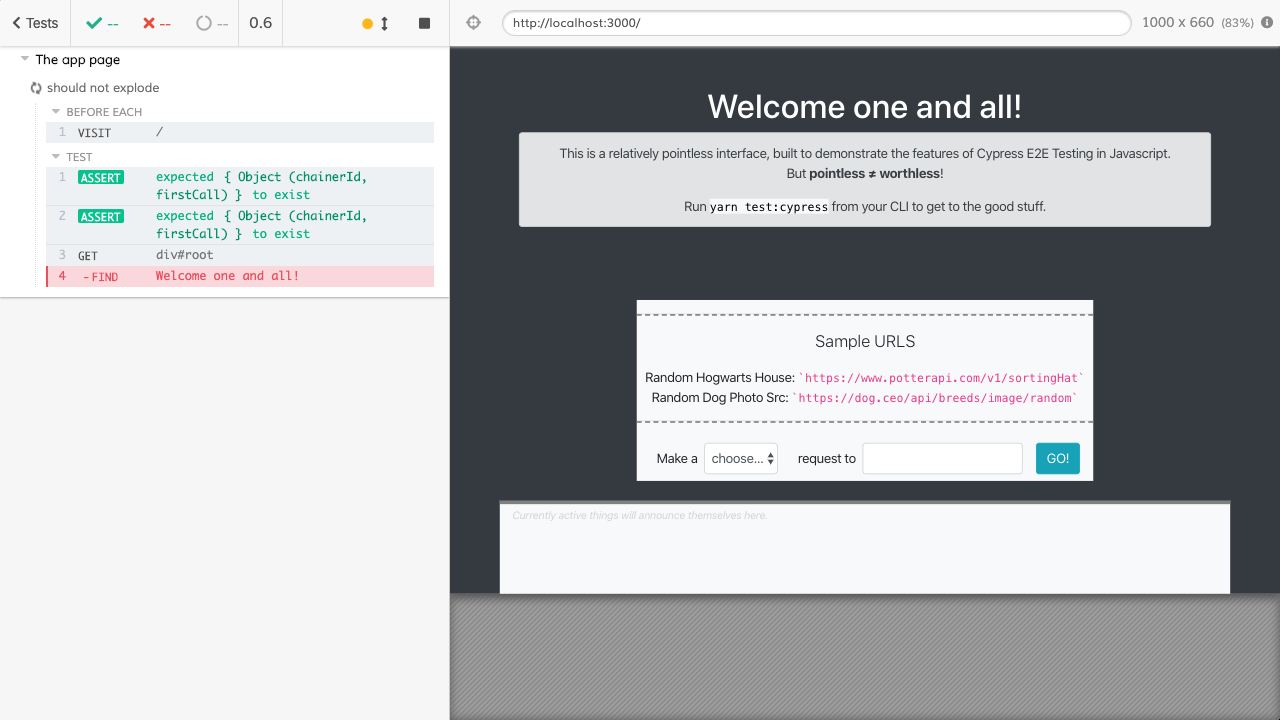 Tests
--
--
--
0.6
http://localhost:3000/
1000 x 660 (83%)
The app page
should not explode
BEFORE EACH
1 VISIT /
TEST
1 ASSERT expected { Object (chainerId,
firstCall) } to exist
2 ASSERT expected { Object (chainerId,
firstCall) } to exist
3 GET div#root
4 -FIND Welcome one and all!
Welcome one and all!
This is a relatively pointless interface, built to demonstrate the features of Cypress E2E Testing in Javascript.
But pointless ≠ worthless!
Run yarn test:cypress from your CLI to get to the good stuff.
Sample URLS
Random Hogwarts House: `https://www.potterapi.com/v1/sortingHat`
Random Dog Photo Src: `https://dog.ceo/api/breeds/image/random`
Make a choose... request to GO!
Currently active things will announce themselves here.